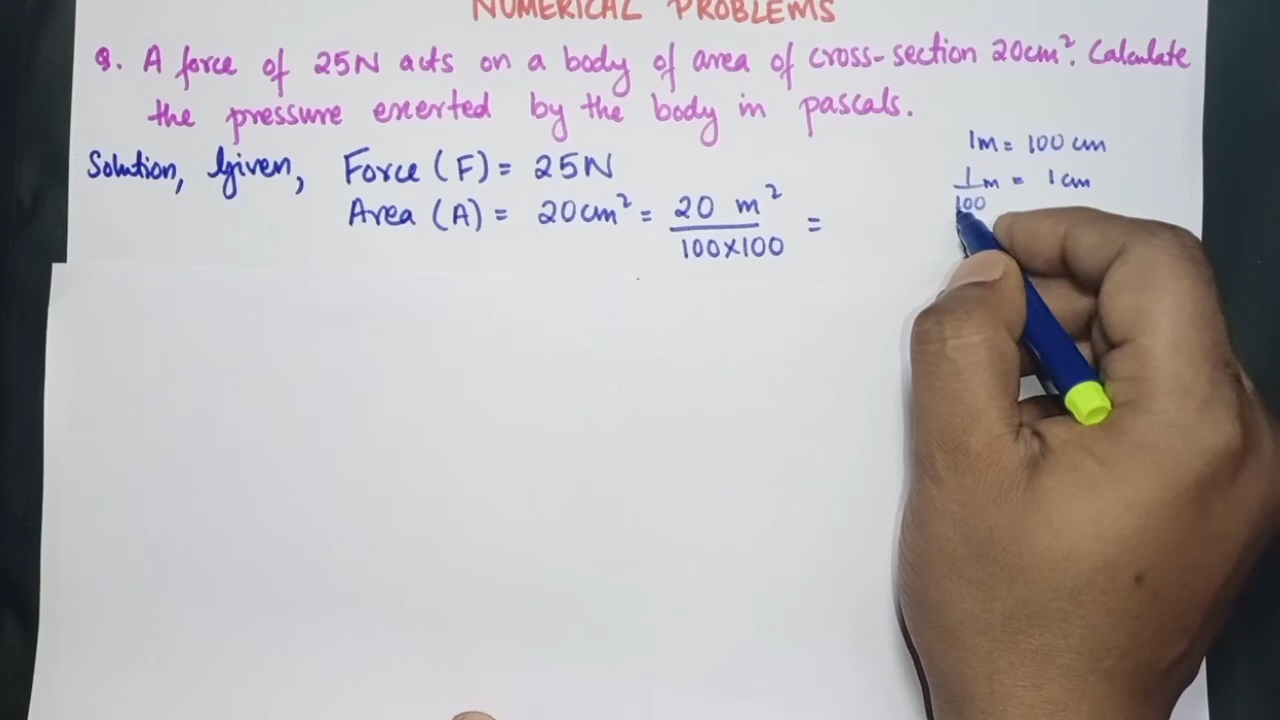 NUMERICAL PROBLEMS
Q. A force of 25N acts on a body of area of cross-section 20cm². Calculate
the pressure exerted by the body in pascals.
Solution, Given, Force (F) = 25N
Area (A) = 20cm² = 20 m² / 100×100 =
1m = 100 cm
1/100 m = 1 cm